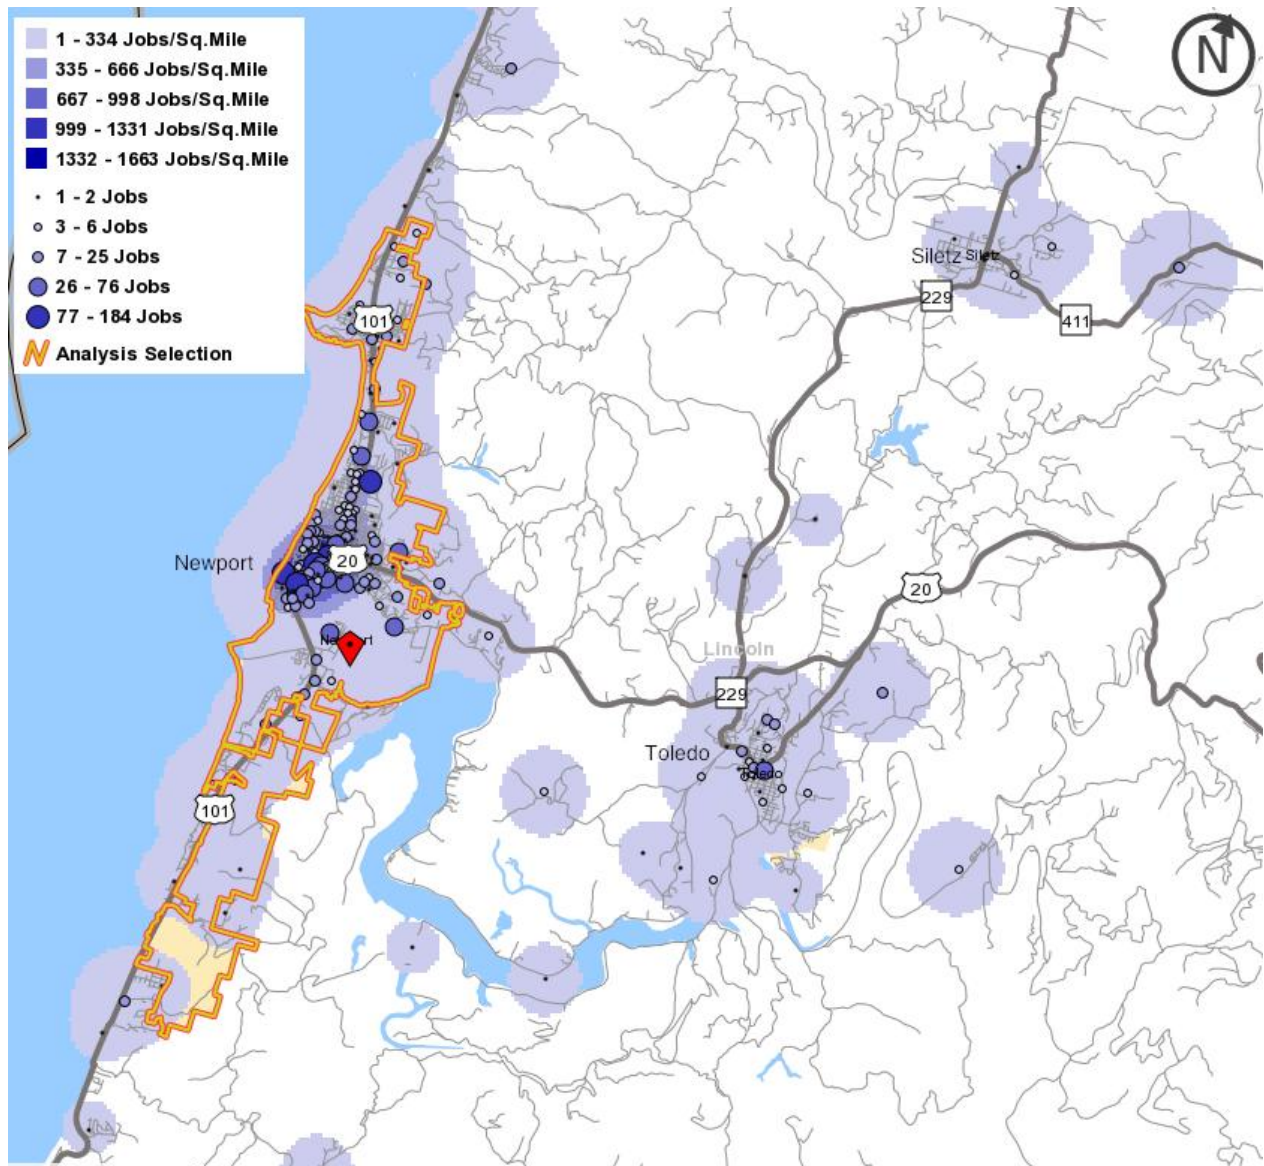 1 - 334 Jobs/Sq.Mile
335 - 666 Jobs/Sq.Mile
667 - 998 Jobs/Sq.Mile
999 - 1331 Jobs/Sq.Mile
1332 - 1663 Jobs/Sq.Mile
1 - 2 Jobs
3 - 6 Jobs
7 - 25 Jobs
26 - 76 Jobs
77 - 184 Jobs
Analysis Selection
N
Siletz Siletz
229
411
101
Newport
20
20
Lincoln
229
Toledo
Toledo
101